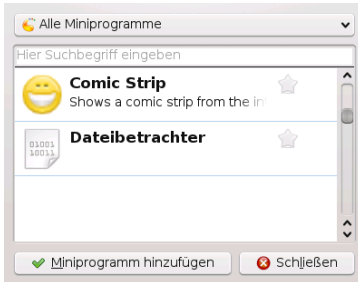 Alle Miniprogramme
Hier Suchbegriff eingeben
Comic Strip
Shows a comic strip from the in
Dateibetrachter
01001
10011
Miniprogramm hinzufügen
Schließen